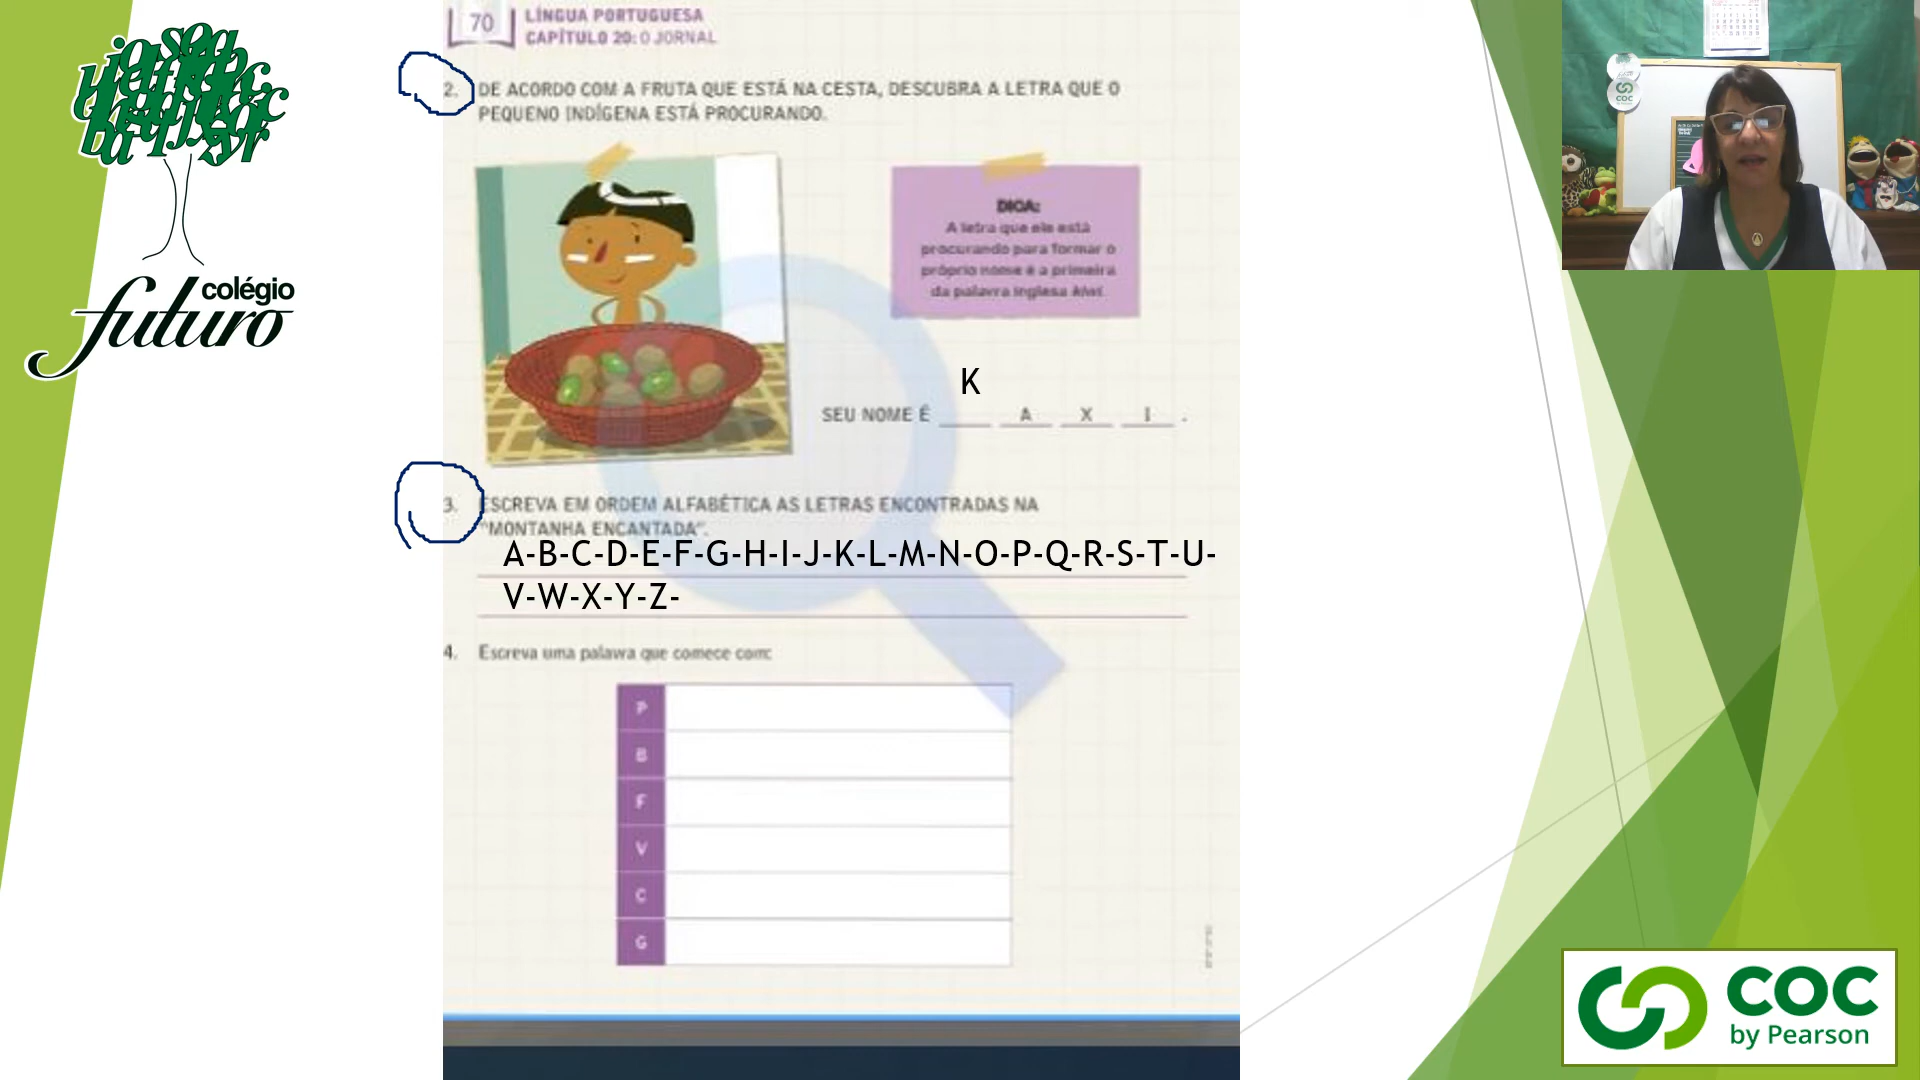 colégio
futuro
70
LÍNGUA PORTUGUESA
CAPÍTULO 20: O JORNAL
2. DE ACORDO COM A FRUTA QUE ESTÁ NA CESTA, DESCUBRA A LETRA QUE O
PEQUENO INDÍGENA ESTÁ PROCURANDO.
DICA:
A letra que ele está
procurando para formar o
próprio nome é a primeira
da palavra inglesa kiwi.
K
SEU NOME É ____ A X I .
3. ESCREVA EM ORDEM ALFABÉTICA AS LETRAS ENCONTRADAS NA
"MONTANHA ENCANTADA".
A-B-C-D-E-F-G-H-I-J-K-L-M-N-O-P-Q-R-S-T-U-
V-W-X-Y-Z-
4. Escreva uma palavra que comece com:
P
B
F
V
C
G
COC
COC
by Pearson